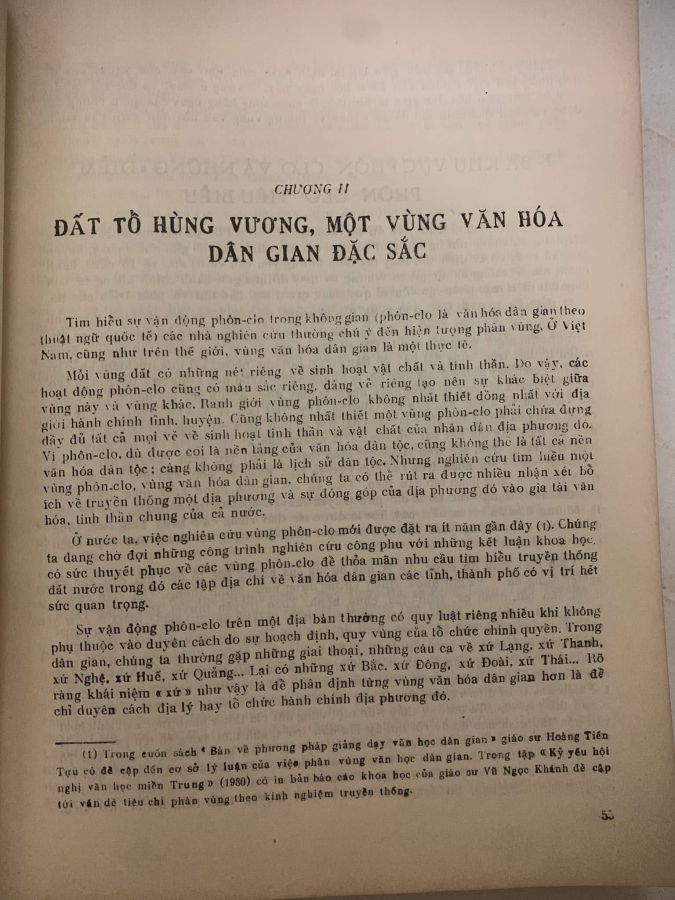 CHƯƠNG II
ĐẤT TỔ HÙNG VƯƠNG, MỘT VÙNG VĂN HÓA
DÂN GIAN ĐẶC SẮC
Tìm hiểu sự vận động phôn-clo trong không gian (phôn-clo là văn hóa dân gian theo
thuật ngữ quốc tế) các nhà nghiên cứu thường chú ý đến hiện tượng phân vùng. Ở Việt
Nam, cũng như trên thế giới, vùng văn hóa dân gian là một thực tế.
Mỗi vùng đất có những nét riêng về sinh hoạt vật chất và tinh thần. Do vậy, các
hoạt động phôn-clo cũng có màu sắc riêng, dáng vẻ riêng tạo nên sự khác biệt giữa
vùng này và vùng khác. Ranh giới vùng phôn-clo không nhất thiết đồng nhất với địa
giới hành chính tỉnh, huyện. Cũng không nhất thiết một vùng phôn-clo phải chứa đựng
đầy đủ tất cả mọi vẻ về sinh hoạt tinh thần và vật chất của nhân dân địa phương đó.
Vì phôn-clo, dù được coi là nền tảng của văn hóa dân tộc, cũng không thể là tất cả nền
văn hóa dân tộc; càng không phải là lịch sử dân tộc. Nhưng nghiên cứu tìm hiểu một
vùng phôn-clo, vùng văn hóa dân gian, chúng ta có thể rút ra được nhiều nhận xét bổ
ích về truyền thống một địa phương và sự đóng góp của địa phương đó vào gia tài văn
hóa, tinh thần chung của cả nước.
Ở nước ta, việc nghiên cứu vùng phôn-clo mới được đặt ra ít năm gần đây (1). Chúng
ta đang chờ đợi những công trình nghiên cứu công phu với những kết luận khoa học,
có sức thuyết phục về các vùng phôn-clo để thỏa mãn nhu cầu tìm hiểu truyền thống
đất nước trong đó các tập địa chí về văn hóa dân gian các tỉnh, thành phố có vị trí hết
sức quan trọng.
Sự vận động phôn-clo trên một địa bàn thường có quy luật riêng nhiều khi không
phụ thuộc vào duyên cách do sự hoạch định, quy vùng của tổ chức chính quyền. Trong
dân gian, chúng ta thường gặp những giai thoại, những câu ca về xứ Lạng, xứ Thanh,
xứ Nghệ, xứ Huế, xứ Quảng... Lại có những xứ Bắc, xứ Đông, xứ Đoài, xứ Thái... Rõ
ràng khái niệm « xứ » như vậy là để phân định từng vùng văn hóa dân gian hơn là để
chỉ duyên cách địa lý hay tổ chức hành chính địa phương đó.
(1) Trong cuốn sách « Bàn về phương pháp giảng dạy văn học dân gian » giáo sư Hoàng Tiến
Tựu có đề cập đến cơ sở lý luận của việc phân vùng văn học dân gian. Trong tập « Kỷ yếu hội
nghị văn học miền Trung » (1980) có in bản báo cáo khoa học của giáo sư Vũ Ngọc Khánh đề cập
tới vấn đề tiêu chí phân vùng theo kinh nghiệm truyền thống.